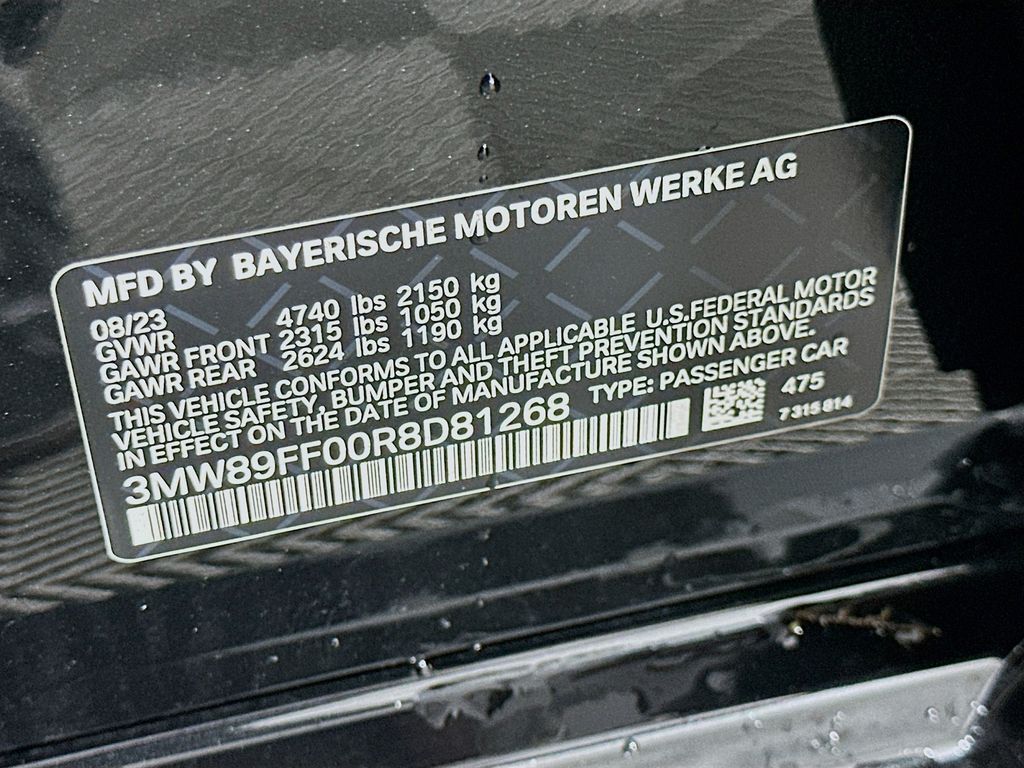 MFD BY BAYERISCHE MOTOREN WERKE AG
08/23
GVWR 4740 lbs 2150 kg
GAWR FRONT 2315 lbs 1050 kg
GAWR REAR 2624 lbs 1190 kg
THIS VEHICLE CONFORMS TO ALL APPLICABLE U.S.FEDERAL MOTOR
VEHICLE SAFETY, BUMPER AND THEFT PREVENTION STANDARDS
IN EFFECT ON THE DATE OF MANUFACTURE SHOWN ABOVE.
3MW89FF00R8D81268 TYPE: PASSENGER CAR
475
7 315 814